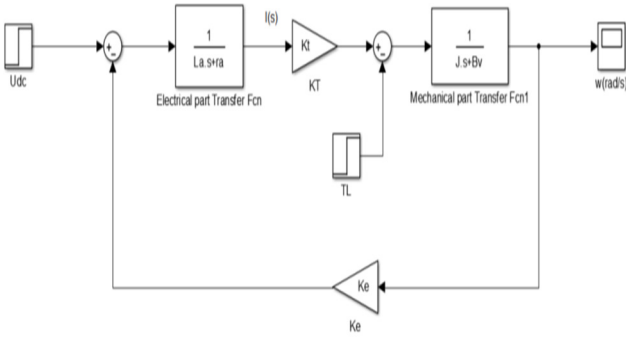 Udc
+
-
1
La.s+ra
Electrical part Transfer Fcn
I(s)
Kt
KT
+
-
1
J.s+Bv
Mechanical part Transfer Fcn1
w(rad/s)
TL
Ke
Ke